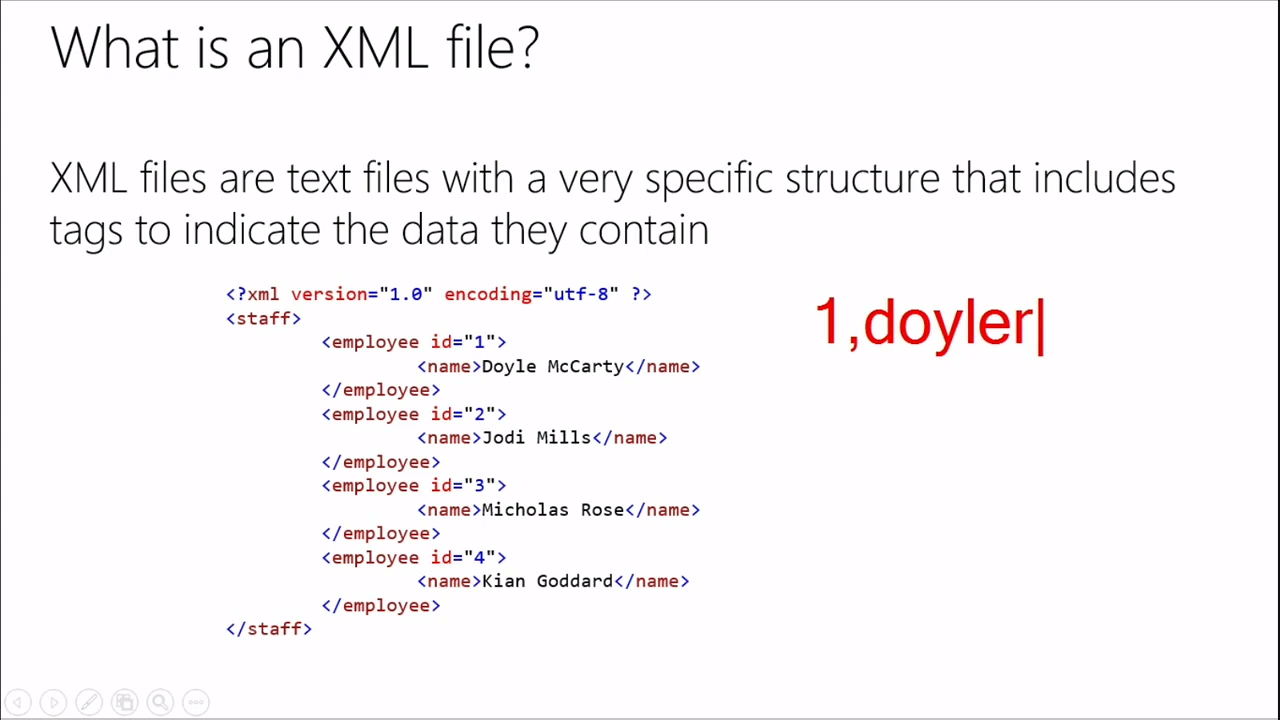 What is an XML file?
XML files are text files with a very specific structure that includes
tags to indicate the data they contain
<?xml version="1.0" encoding="utf-8" ?>
<staff>
<employee id="1">
<name>Doyle McCarty</name>
</employee>
<employee id="2">
<name>Jodi Mills</name>
</employee>
<employee id="3">
<name>Micholas Rose</name>
</employee>
<employee id="4">
<name>Kian Goddard</name>
</employee>
</staff>
1,doyler